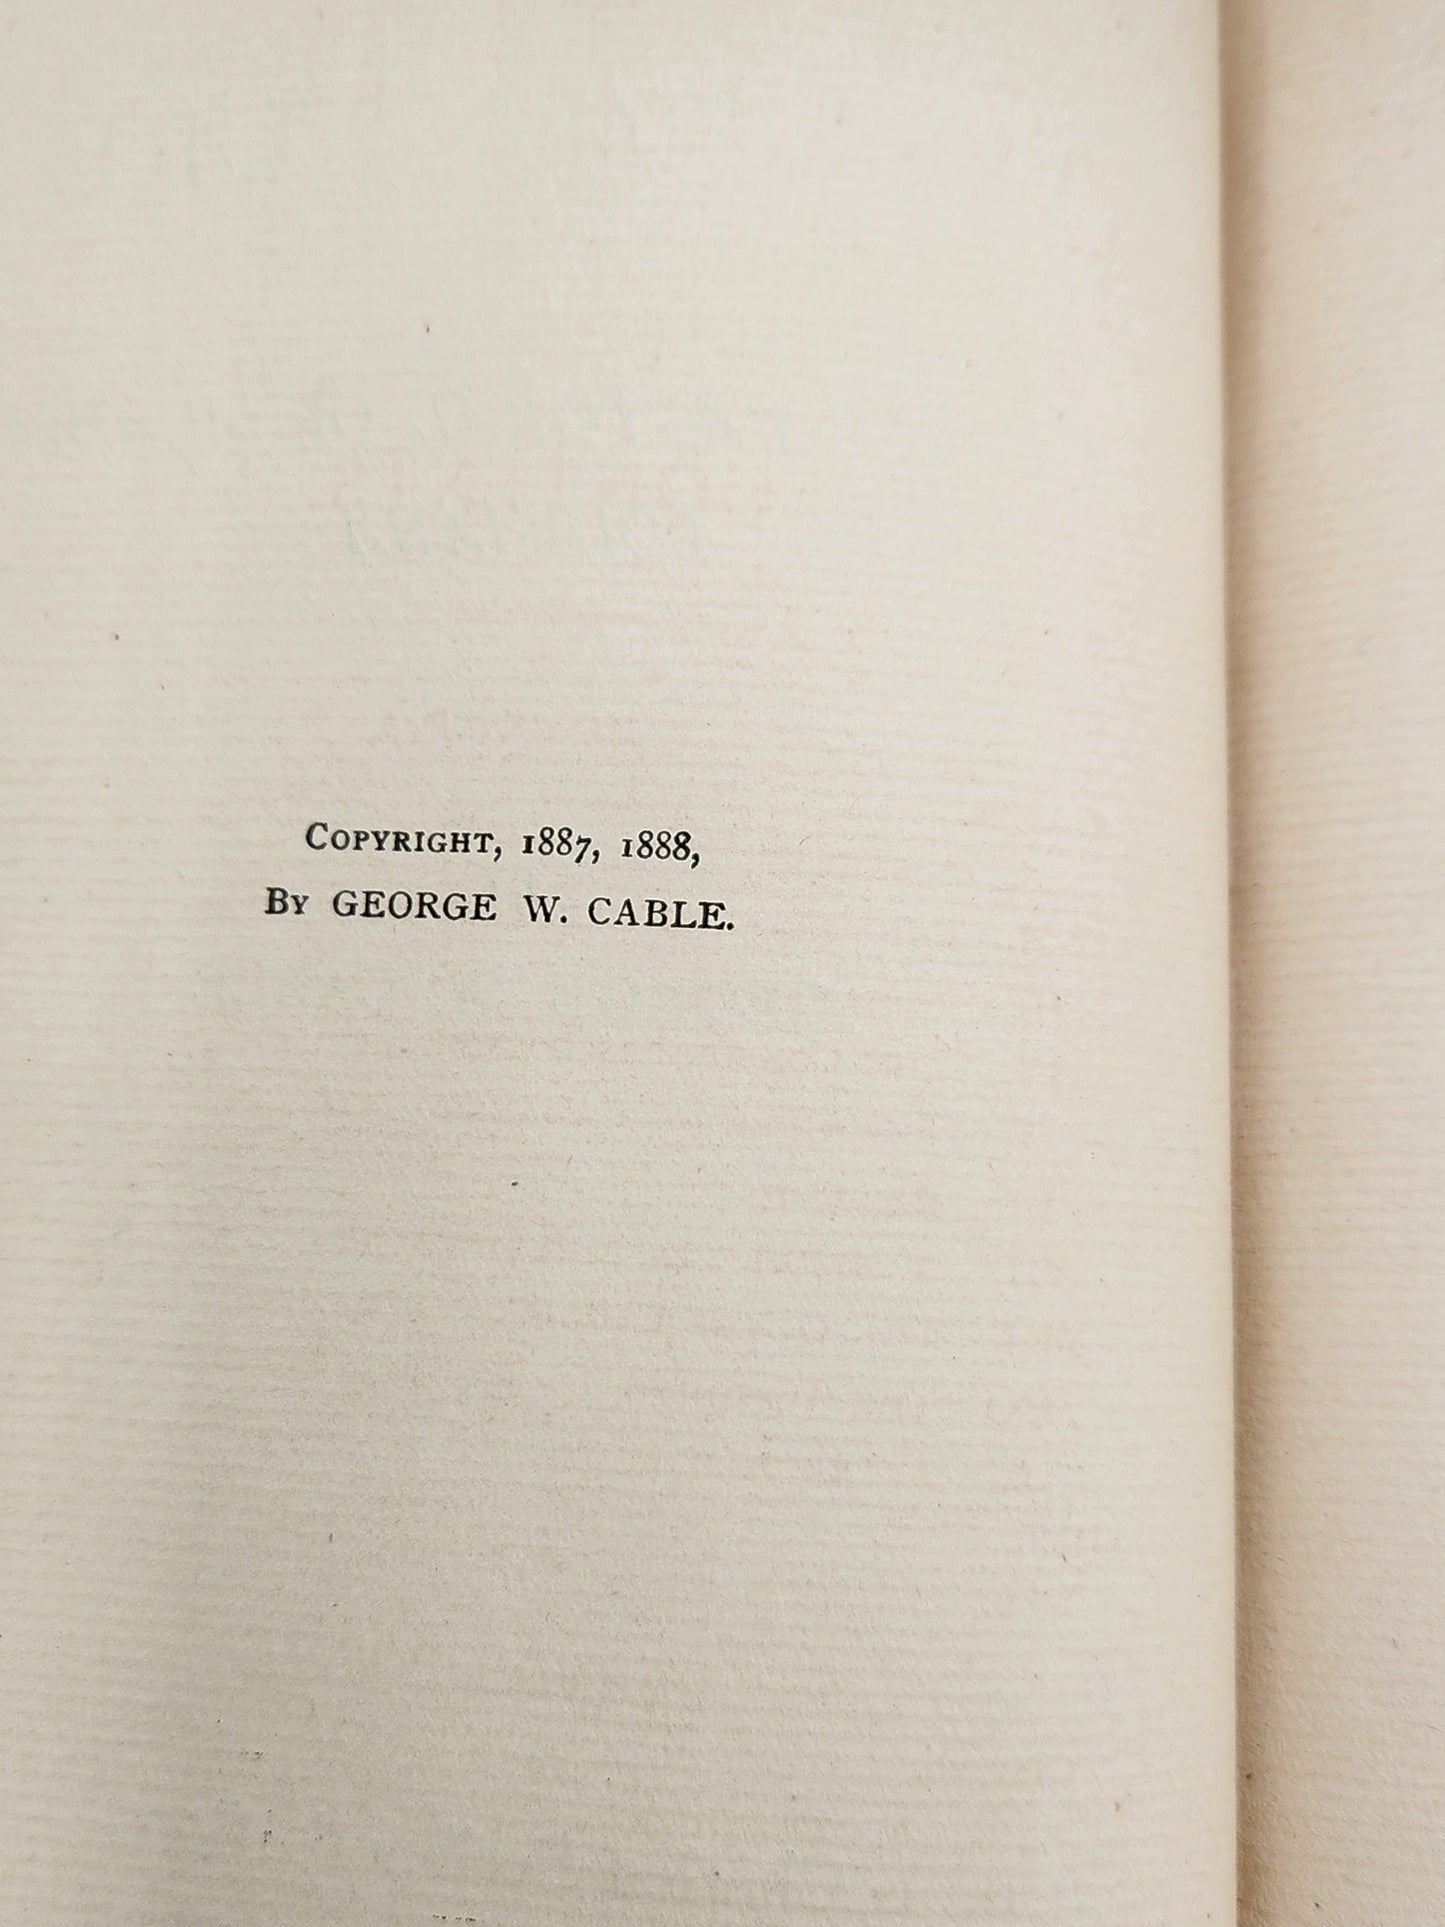 Copyright, 1887, 1888,
By GEORGE W. CABLE.